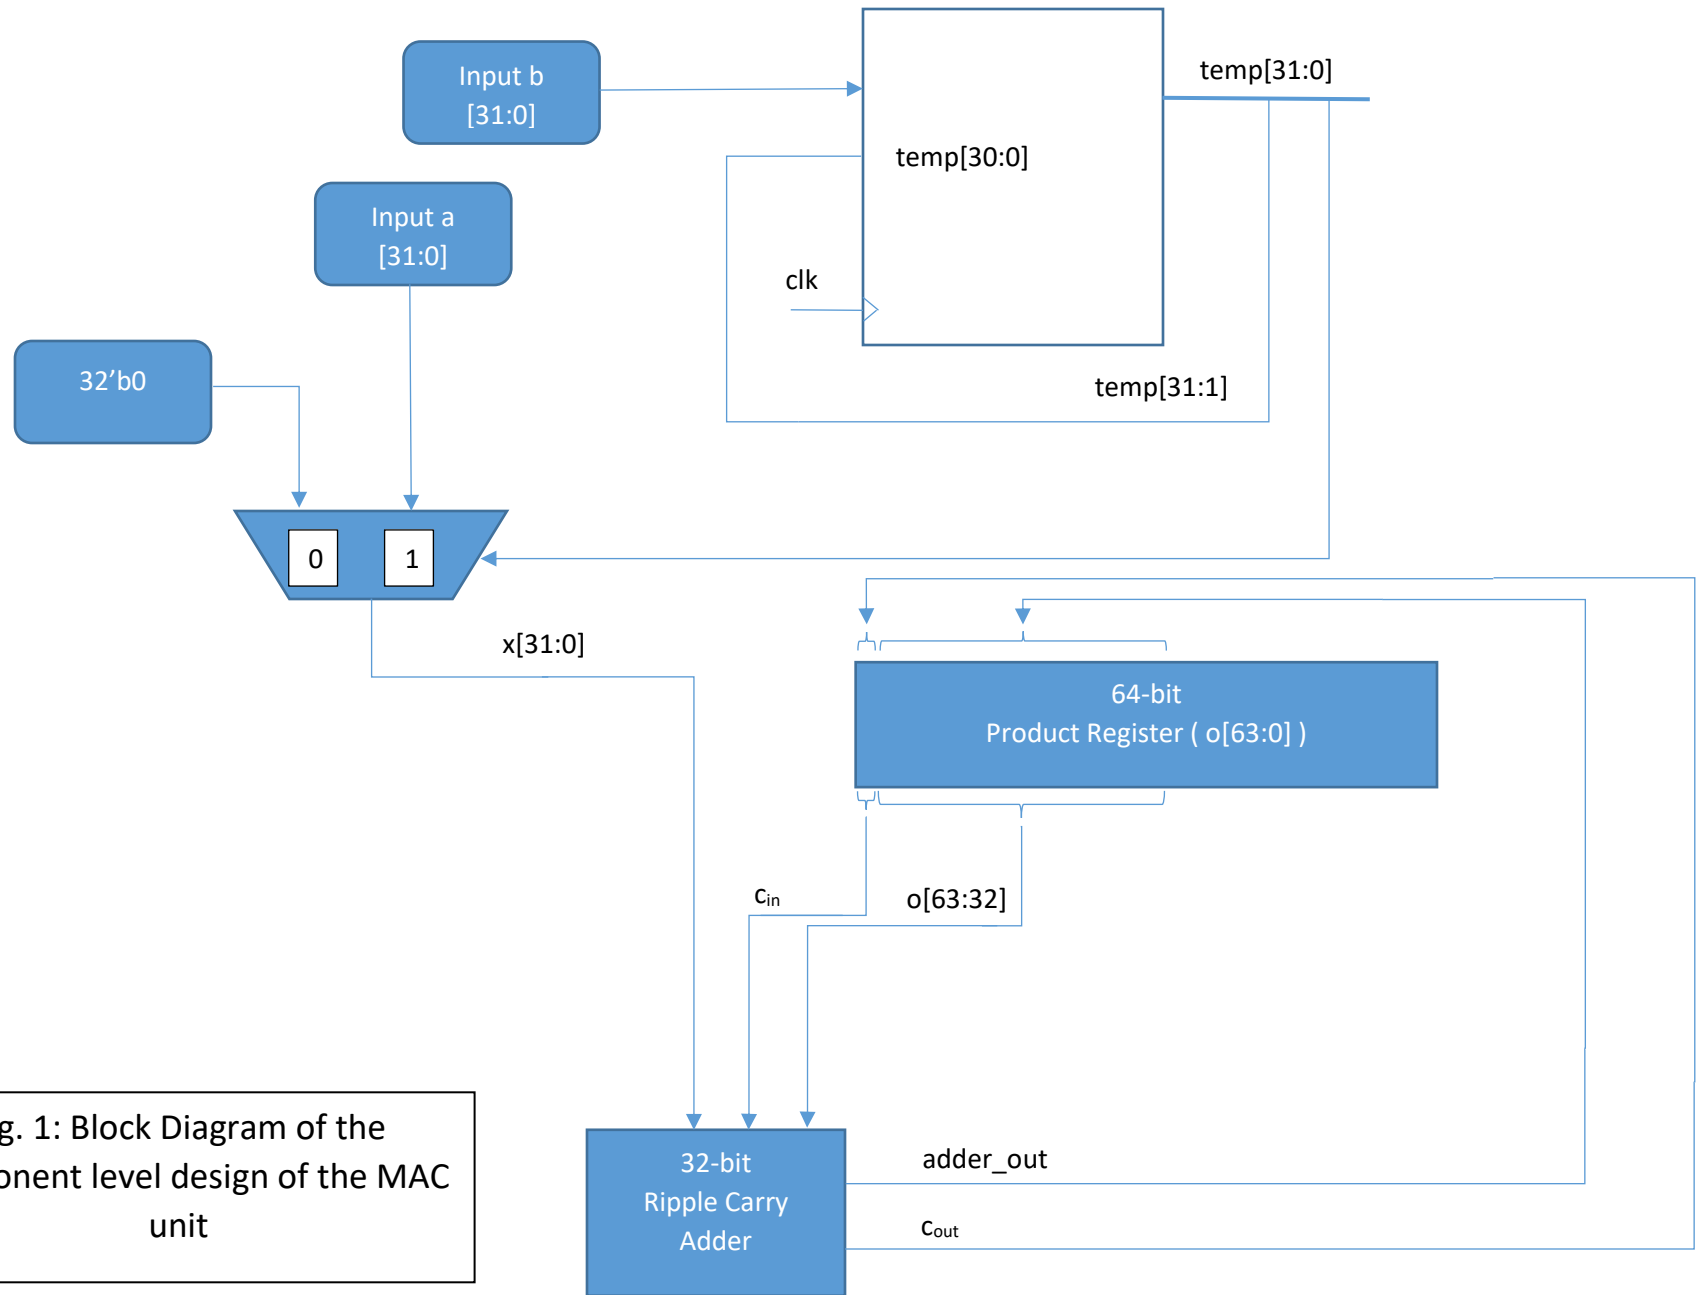 Input b
[31:0]
temp[31:0]
temp[30:0]
Input a
[31:0]
clk
32’b0
temp[31:1]
0
1
x[31:0]
64-bit
Product Register ( o[63:0] )
cin
o[63:32]
g. 1: Block Diagram of the
onent level design of the MAC
unit
32-bit
Ripple Carry
Adder
adder_out
cout